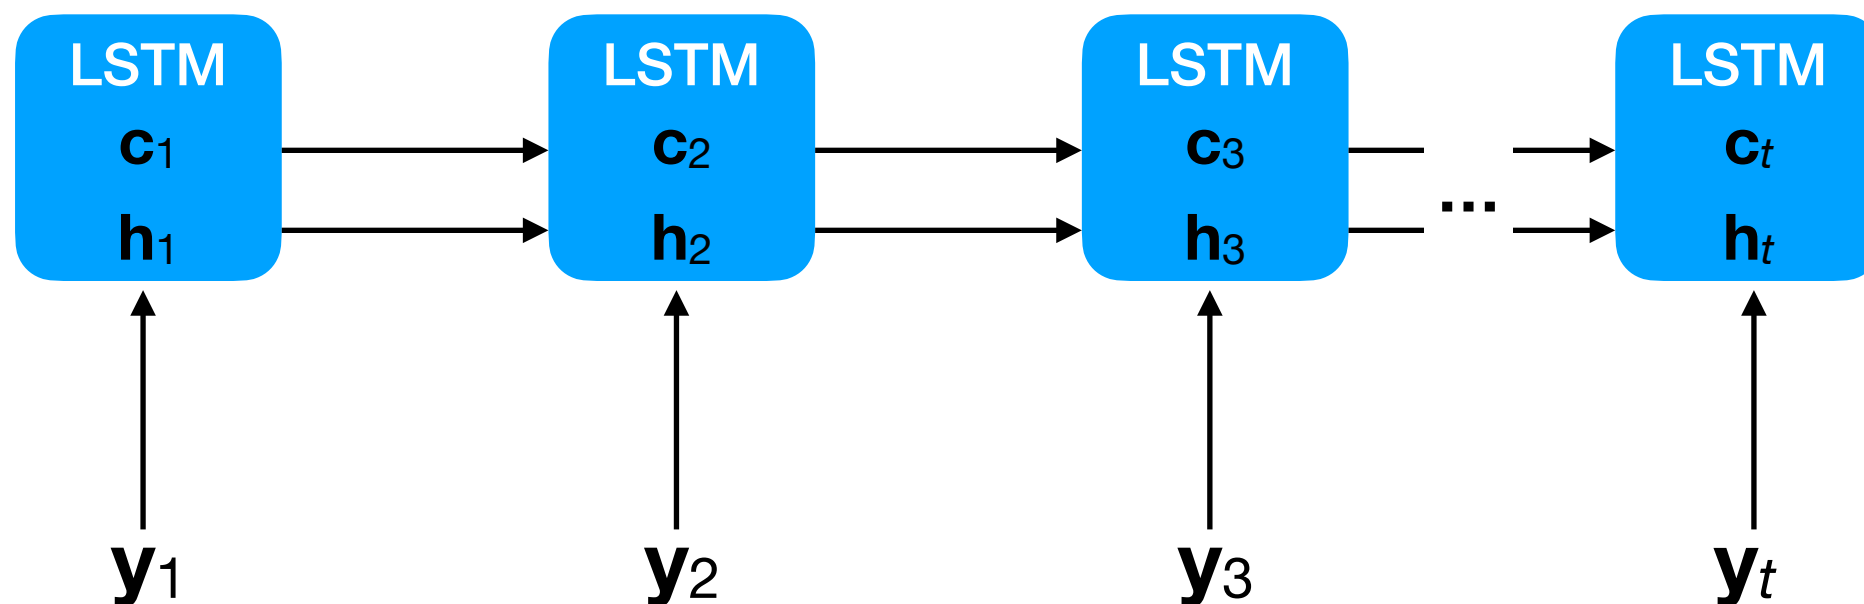 LSTM LSTM LSTM LSTM
c1 c2 c3 ct
...
h1 h2 h3 ht
y1 y2 y3 yt